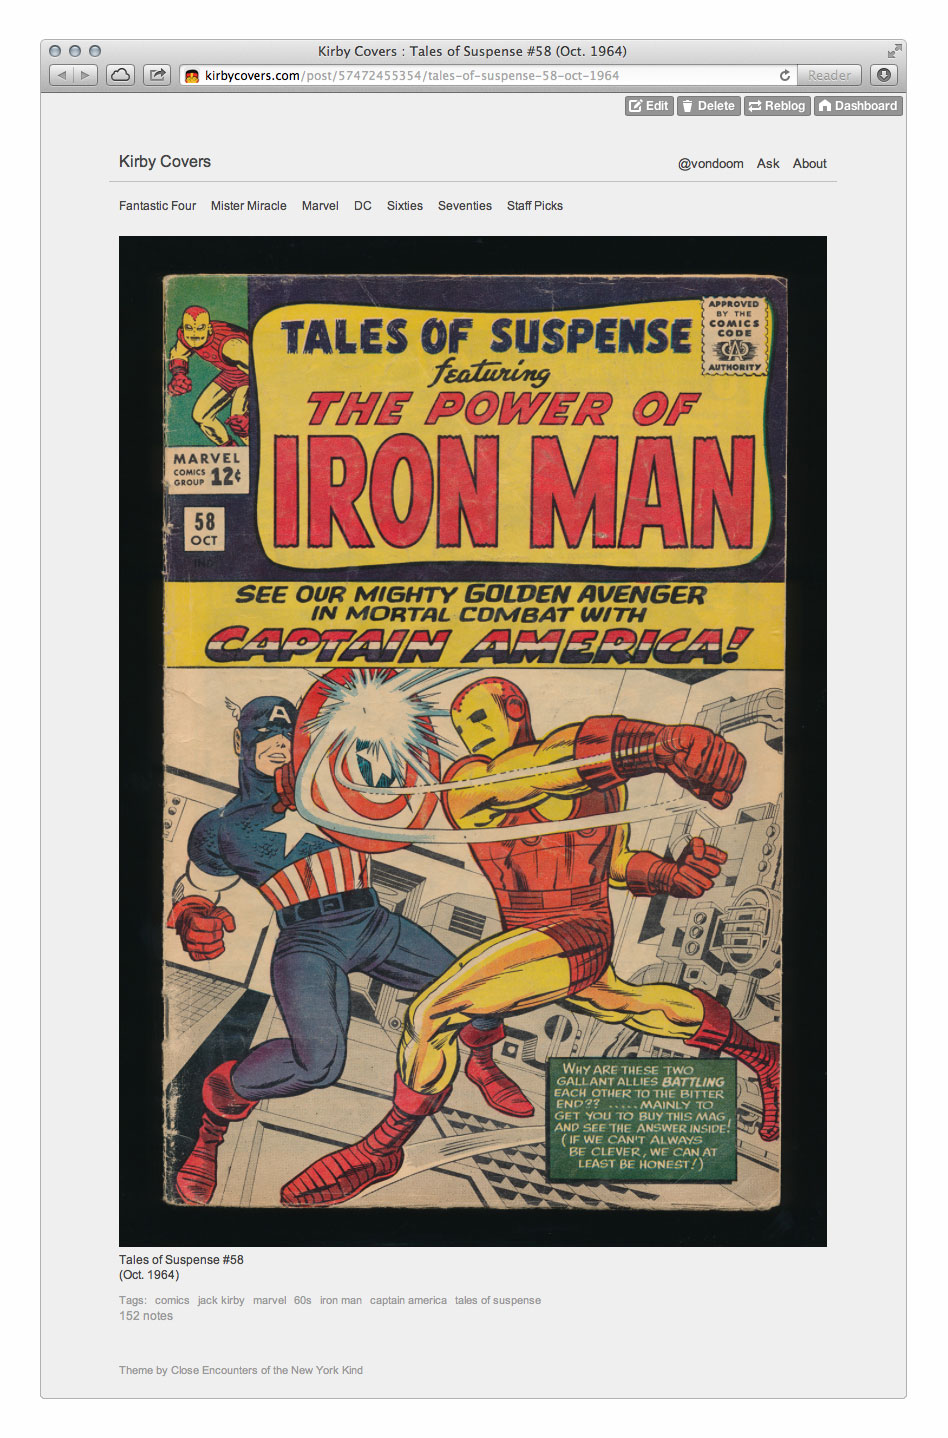 Kirby Covers : Tales of Suspense #58 (Oct. 1964)
kirbycovers.com/post/57472455354/tales-of-suspense-58-oct-1964
Reader
Edit Delete Reblog Dashboard
Kirby Covers
@vondoom Ask About
Fantastic Four Mister Miracle Marvel DC Sixties Seventies Staff Picks
APPROVED
BY THE
COMICS
CODE
CA
AUTHORITY
TALES OF SUSPENSE
featuring
THE POWER OF
IRON MAN
MARVEL
COMICS
GROUP 12¢
58
OCT
IND.
SEE OUR MIGHTY GOLDEN AVENGER
IN MORTAL COMBAT WITH
CAPTAIN AMERICA!
A
WHY ARE THESE TWO
GALLANT ALLIES BATTLING
EACH OTHER TO THE BITTER
END?? .....MAINLY TO
GET YOU TO BUY THIS MAG
AND SEE THE ANSWER INSIDE!
(IF WE CAN'T ALWAYS
BE CLEVER, WE CAN AT
LEAST BE HONEST!)
Tales of Suspense #58
(Oct. 1964)
Tags: comics jack kirby marvel 60s iron man captain america tales of suspense
152 notes
Theme by Close Encounters of the New York Kind